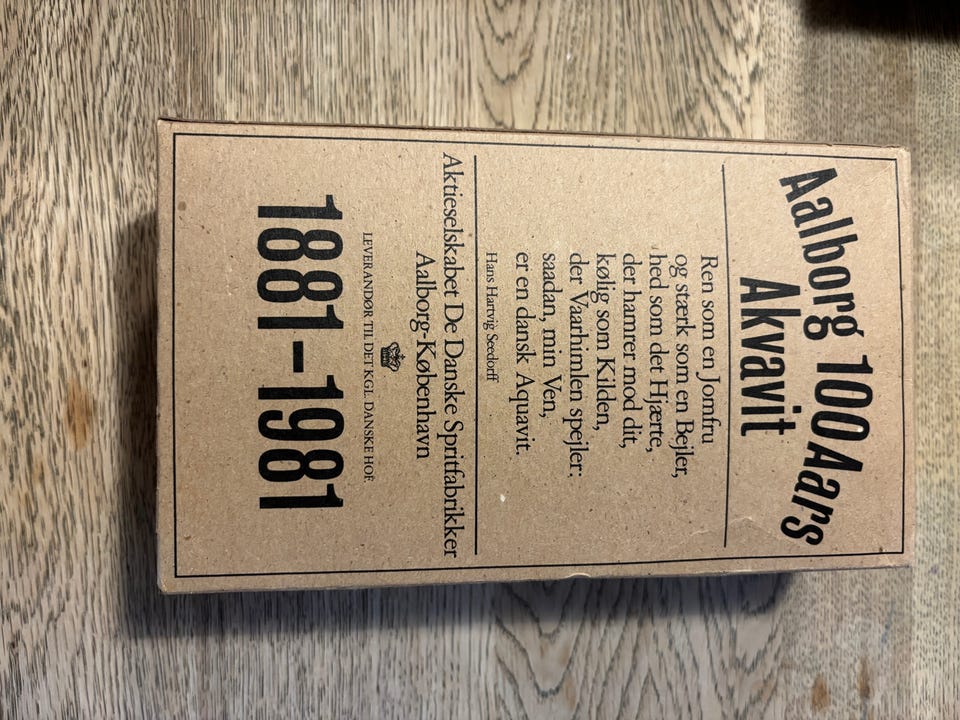 Aalborg 100Aars
Akvavit
Ren som en Jomfru
og stærk som en Bejler,
hed som det Hjærte,
der hamrer mod dit,
kølig som Kilden,
der Vaarhimlen spejler:
saadan, min Ven,
er en dansk Aquavit.
Hans Hartvig Seedorff
Aktieselskabet De Danske Spritfabrikker
Aalborg-København
LEVERANDØR TIL DET KGL. DANSKE HOF.
1881-1981